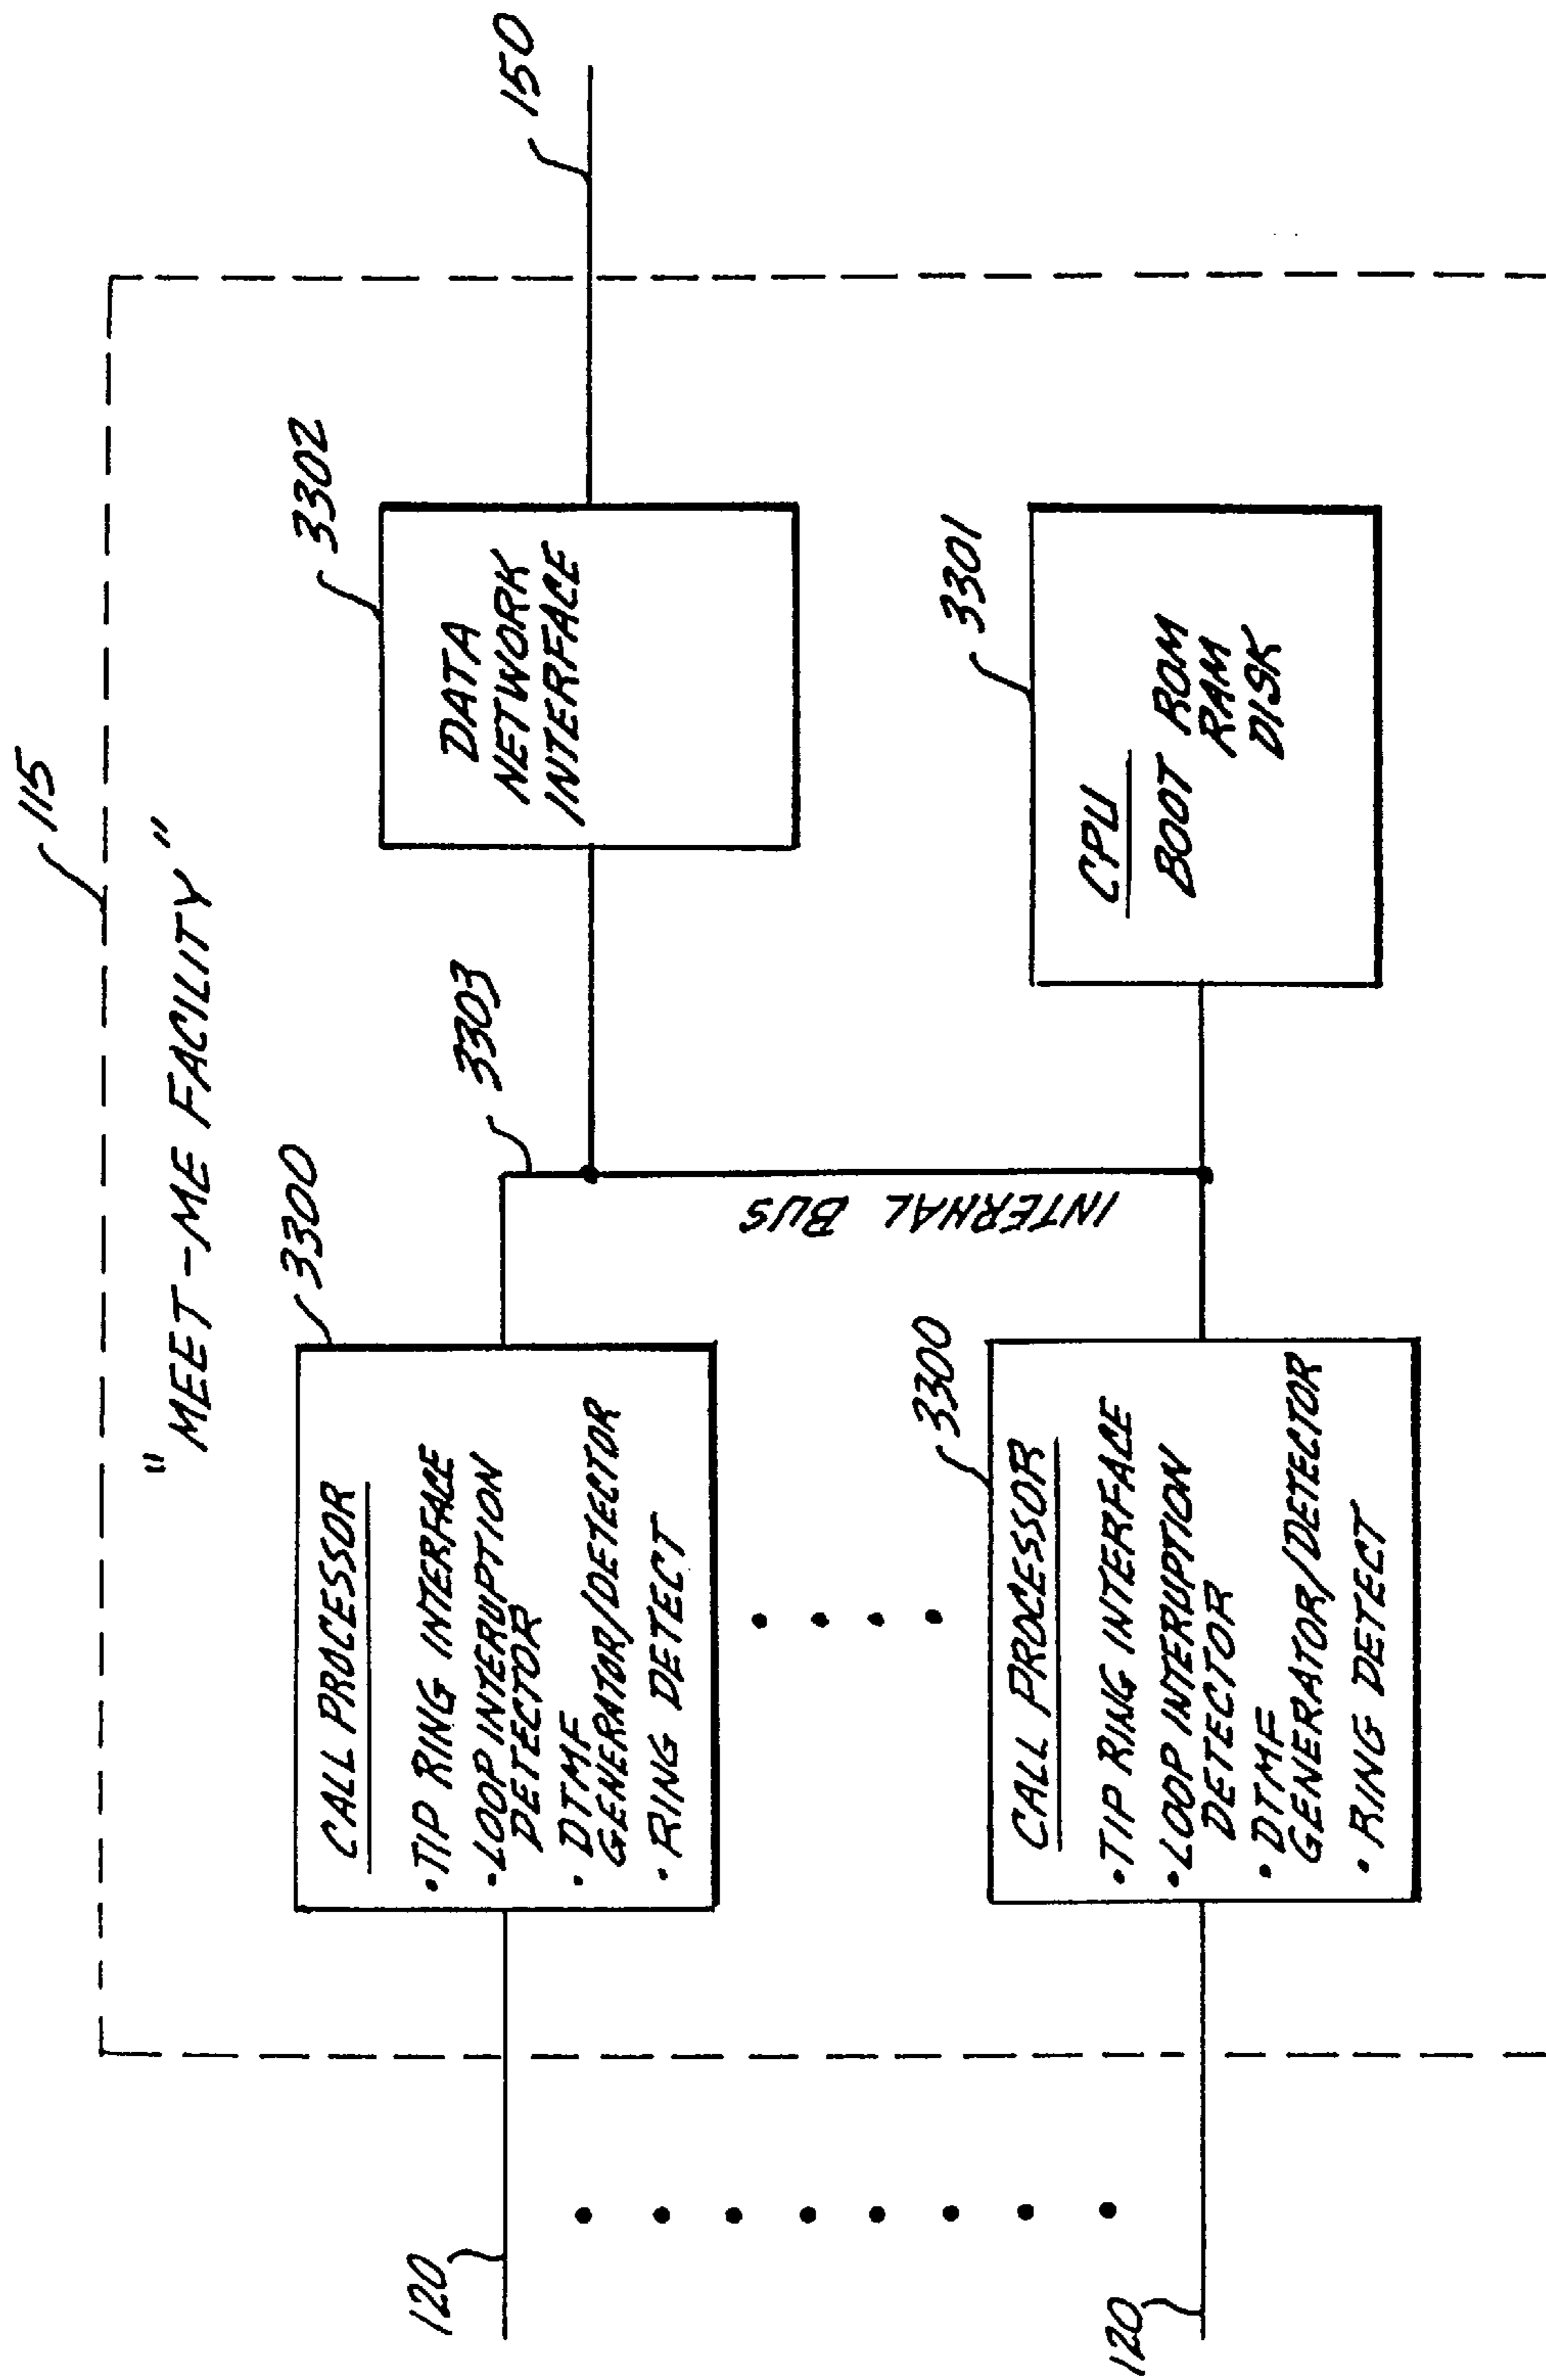 115
"MEET-ME FACILITY"
3300
CALL PROCESSOR
•TIP RING INTERFACE
•LOOP INTERRUPTION
DETECTOR
• DTMF
GENERATOR/DETECTOR
• RING DETECT
120
3303
INTERNAL BUS
3302
DATA
NETWORK
INTERFACE
150
3300
CALL PROCESSOR
•TIP RING INTERFACE
•LOOP INTERRUPTION
DETECTOR
• DTMF
GENERATOR/DETECTOR
• RING DETECT
120
3301
CPU
BOOT ROM
RAM
DISK